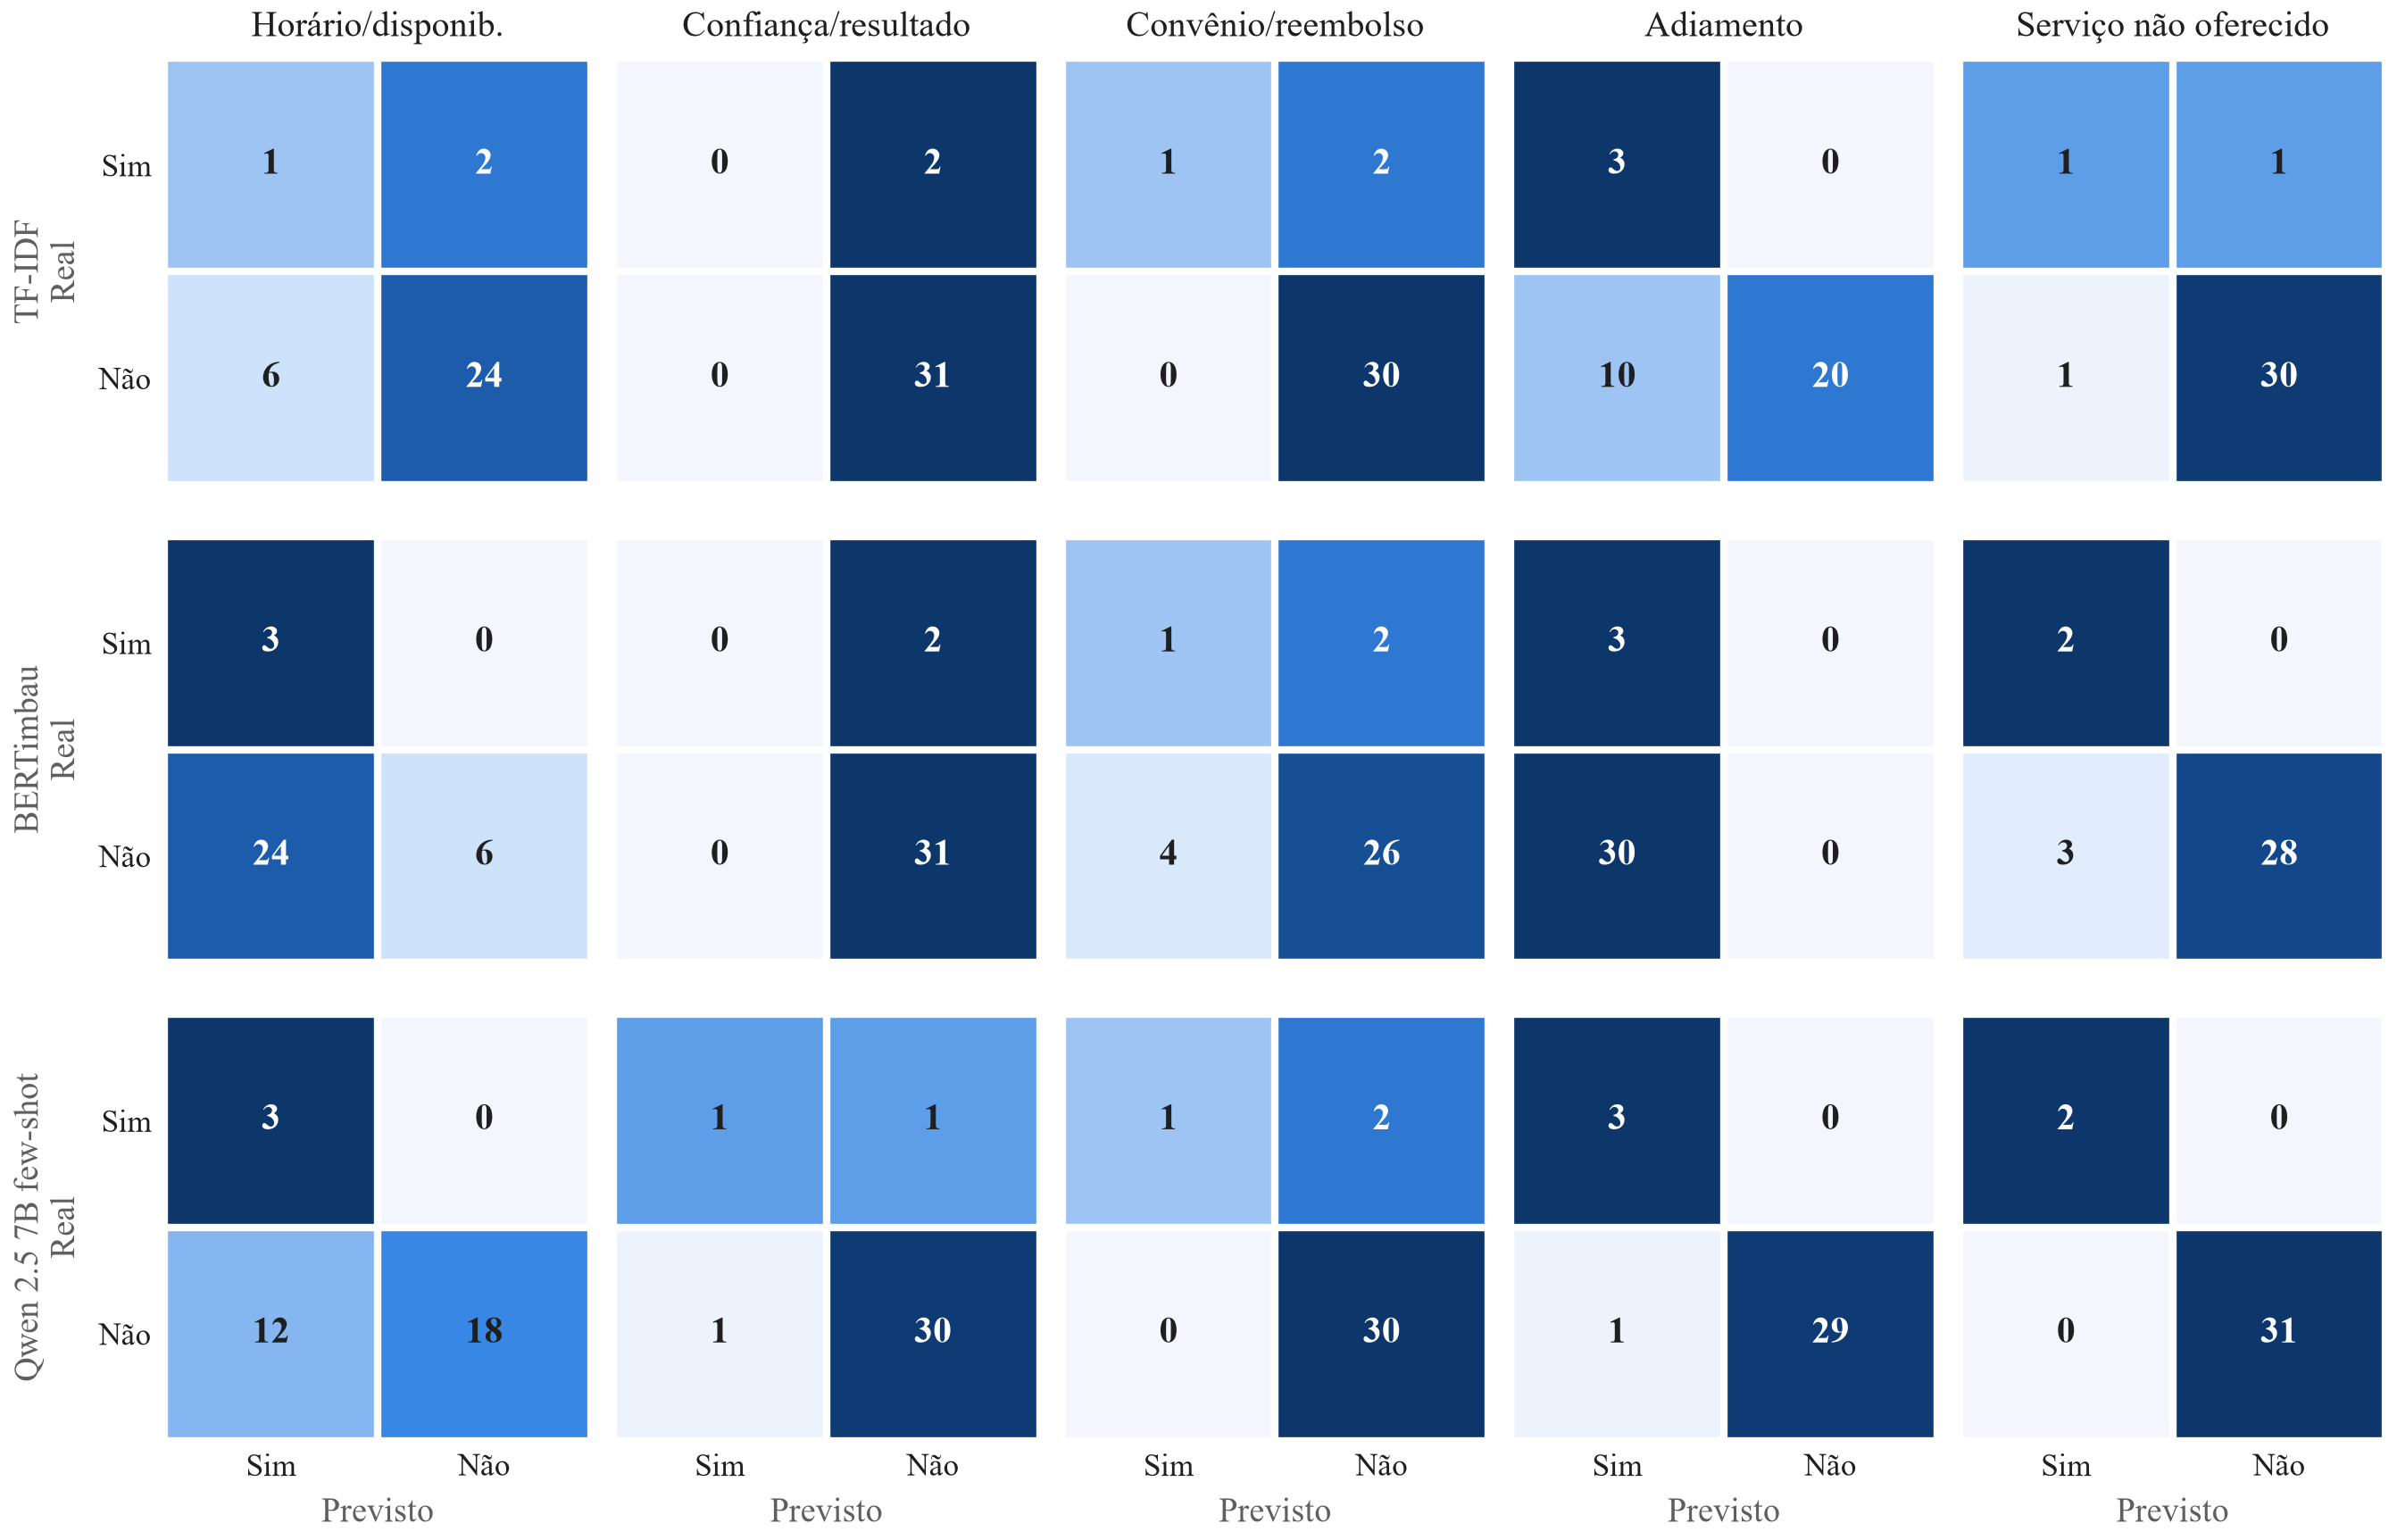 Horário/disponib. Confiança/resultado Convênio/reembolso Adiamento Serviço não oferecido
TF-IDF
Real
Sim 1 2 0 2 1 2 3 0 1 1
Não 6 24 0 31 0 30 10 20 1 30
BERTimbau
Real
Sim 3 0 0 2 1 2 3 0 2 0
Não 24 6 0 31 4 26 30 0 3 28
Qwen 2.5 7B few-shot
Real
Sim 3 0 1 1 1 2 3 0 2 0
Não 12 18 1 30 0 30 1 29 0 31
Sim Não Sim Não Sim Não Sim Não Sim Não
Previsto Previsto Previsto Previsto Previsto